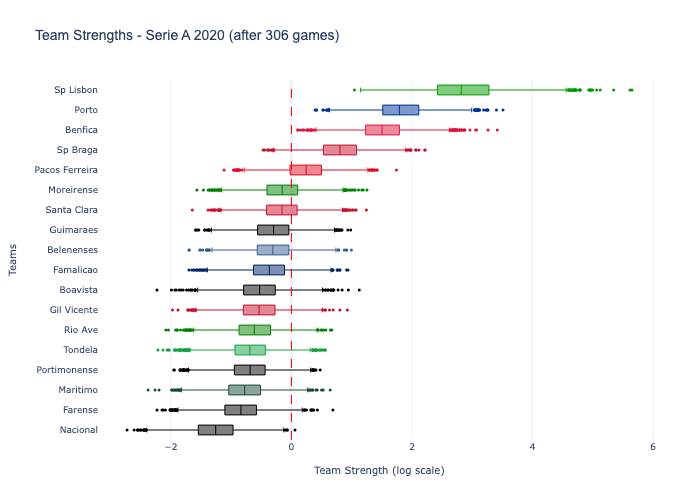 Team Strengths - Serie A 2020 (after 306 games)
Sp Lisbon
Porto
Benfica
Sp Braga
Pacos Ferreira
Moreirense
Santa Clara
Guimaraes
Belenenses
Famalicao
Boavista
Gil Vicente
Rio Ave
Tondela
Portimonense
Maritimo
Farense
Nacional
Teams
−2 0 2 4 6
Team Strength (log scale)